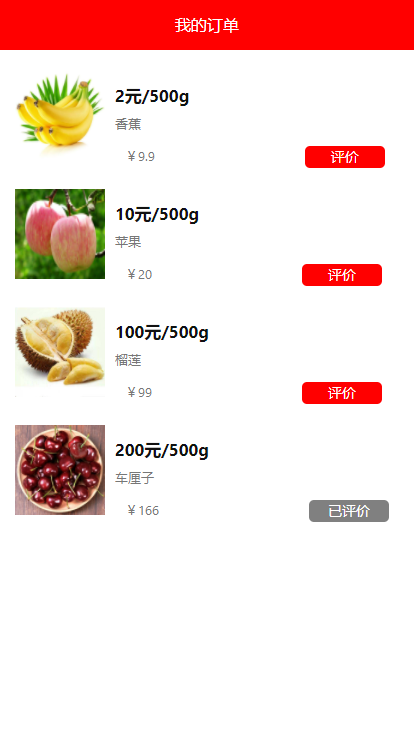 我的订单
2元/500g
香蕉
￥9.9
评价
10元/500g
苹果
￥20
评价
100元/500g
榴莲
￥99
评价
200元/500g
车厘子
￥166
已评价